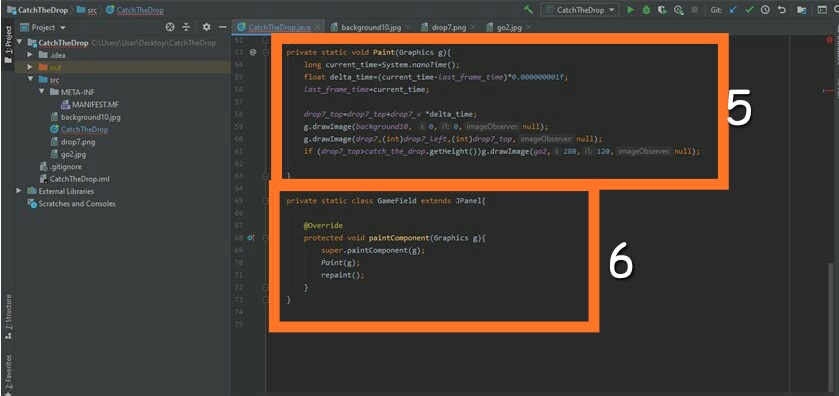 CatchTheDrop src CatchTheDrop CatchTheDrop Git:
Project CatchTheDrop.java background10.jpg drop7.png go2.jpg
1: Project
CatchTheDrop C:\Users\User\Desktop\CatchTheDrop
.idea
out
src
META-INF
MANIFEST.MF
background10.jpg
CatchTheDrop
drop7.png
go2.jpg
.gitignore
CatchTheDrop.iml
External Libraries
Scratches and Consoles
Z: Structure
2: Favorites
52
53 @ private static void Paint(Graphics g){
54 long current_time=System.nanoTime();
55 float delta_time=(current_time-last_frame_time)*0.000000001f;
56 last_frame_time=current_time;
57
58 drop7_top=drop7_top+drop7_v *delta_time;
59 g.drawImage(background10, x: 0, i1: 0, imageObserver: null);
60 g.drawImage(drop7,(int)drop7_left,(int)drop7_top, imageObserver: null);
61 if (drop7_top>catch_the_drop.getHeight())g.drawImage(go2, x: 280, i1: 120, imageObserver: null);
62
63 }
64
65 private static class GameField extends JPanel{
66
67 @Override
68 protected void paintComponent(Graphics g){
69 super.paintComponent(g);
70 Paint(g);
71 repaint();
72 }
73 }
74
75
5
6